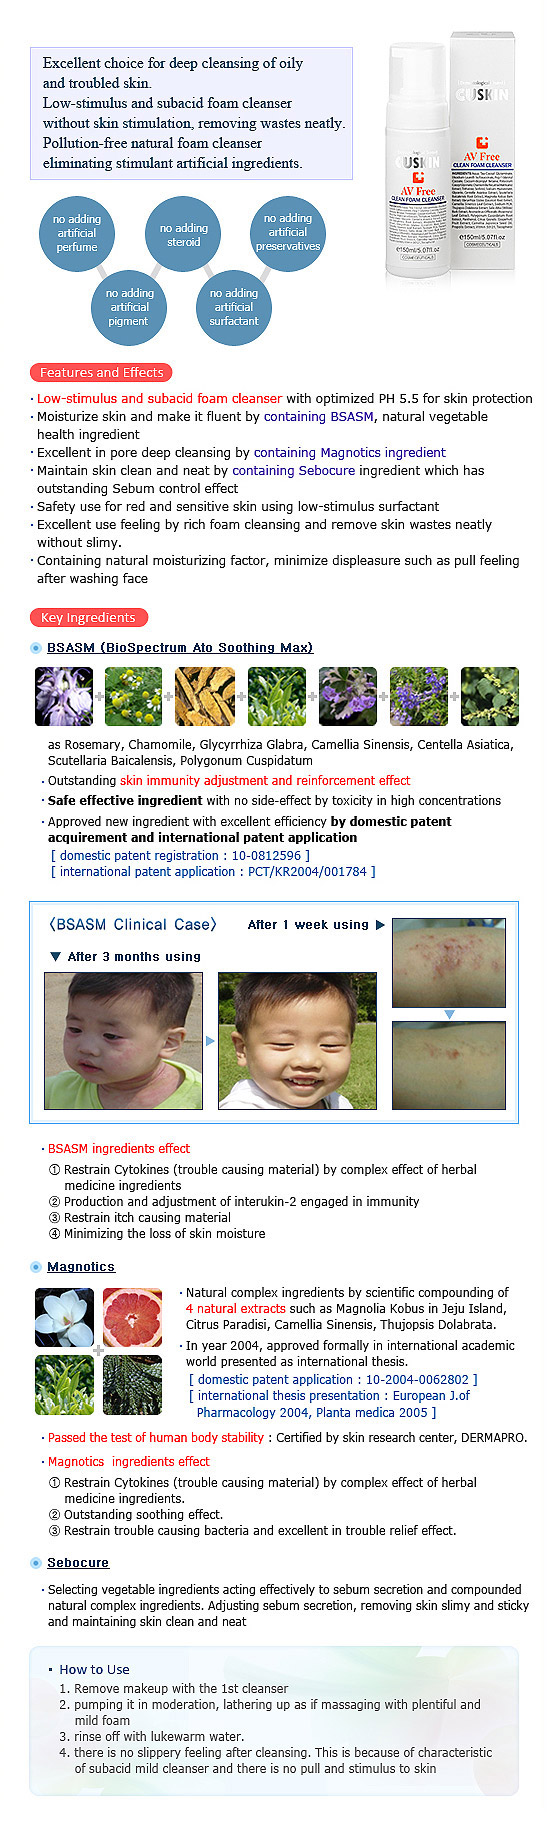 Excellent choice for deep cleansing of oily
and troubled skin.
Low-stimulus and subacid foam cleanser
without skin stimulation, removing wastes neatly.
Pollution-free natural foam cleanser
eliminating stimulant artificial ingredients.
CUSKIN
AV Free
CLEAN FOAM CLEANSER
℮150ml/5.07fl.oz
COSMECEUTICALS
CUSKIN
AV Free
CLEAN FOAM CLEANSER
℮150ml/5.07fl.oz
COSMECEUTICALS
no adding
artificial
perfume
no adding
steroid
no adding
artificial
preservatives
no adding
artificial
pigment
no adding
artificial
surfactant
Features and Effects
· Low-stimulus and subacid foam cleanser with optimized PH 5.5 for skin protection
· Moisturize skin and make it fluent by containing BSASM, natural vegetable
health ingredient
· Excellent in pore deep cleansing by containing Magnotics ingredient
· Maintain skin clean and neat by containing Sebocure ingredient which has
outstanding Sebum control effect
· Safety use for red and sensitive skin using low-stimulus surfactant
· Excellent use feeling by rich foam cleansing and remove skin wastes neatly
without slimy.
· Containing natural moisturizing factor, minimize displeasure such as pull feeling
after washing face
Key Ingredients
BSASM (BioSpectrum Ato Soothing Max)
as Rosemary, Chamomile, Glycyrrhiza Glabra, Camellia Sinensis, Centella Asiatica,
Scutellaria Baicalensis, Polygonum Cuspidatum
· Outstanding skin immunity adjustment and reinforcement effect
· Safe effective ingredient with no side-effect by toxicity in high concentrations
· Approved new ingredient with excellent efficiency by domestic patent
acquirement and international patent application
[ domestic patent registration : 10-0812596 ]
[ international patent application : PCT/KR2004/001784 ]
〈BSASM Clinical Case〉
After 1 week using ▶
▼ After 3 months using
· BSASM ingredients effect
① Restrain Cytokines (trouble causing material) by complex effect of herbal
medicine ingredients
② Production and adjustment of interukin-2 engaged in immunity
③ Restrain itch causing material
④ Minimizing the loss of skin moisture
Magnotics
· Natural complex ingredients by scientific compounding of
4 natural extracts such as Magnolia Kobus in Jeju Island,
Citrus Paradisi, Camellia Sinensis, Thujopsis Dolabrata.
· In year 2004, approved formally in international academic
world presented as international thesis.
[ domestic patent application : 10-2004-0062802 ]
[ international thesis presentation : European J.of
Pharmacology 2004, Planta medica 2005 ]
· Passed the test of human body stability : Certified by skin research center, DERMAPRO.
· Magnotics ingredients effect
① Restrain Cytokines (trouble causing material) by complex effect of herbal
medicine ingredients.
② Outstanding soothing effect.
③ Restrain trouble causing bacteria and excellent in trouble relief effect.
Sebocure
· Selecting vegetable ingredients acting effectively to sebum secretion and compounded
natural complex ingredients. Adjusting sebum secretion, removing skin slimy and sticky
and maintaining skin clean and neat
• How to Use
1. Remove makeup with the 1st cleanser
2. pumping it in moderation, lathering up as if massaging with plentiful and
mild foam
3. rinse off with lukewarm water.
4. there is no slippery feeling after cleansing. This is because of characteristic
of subacid mild cleanser and there is no pull and stimulus to skin